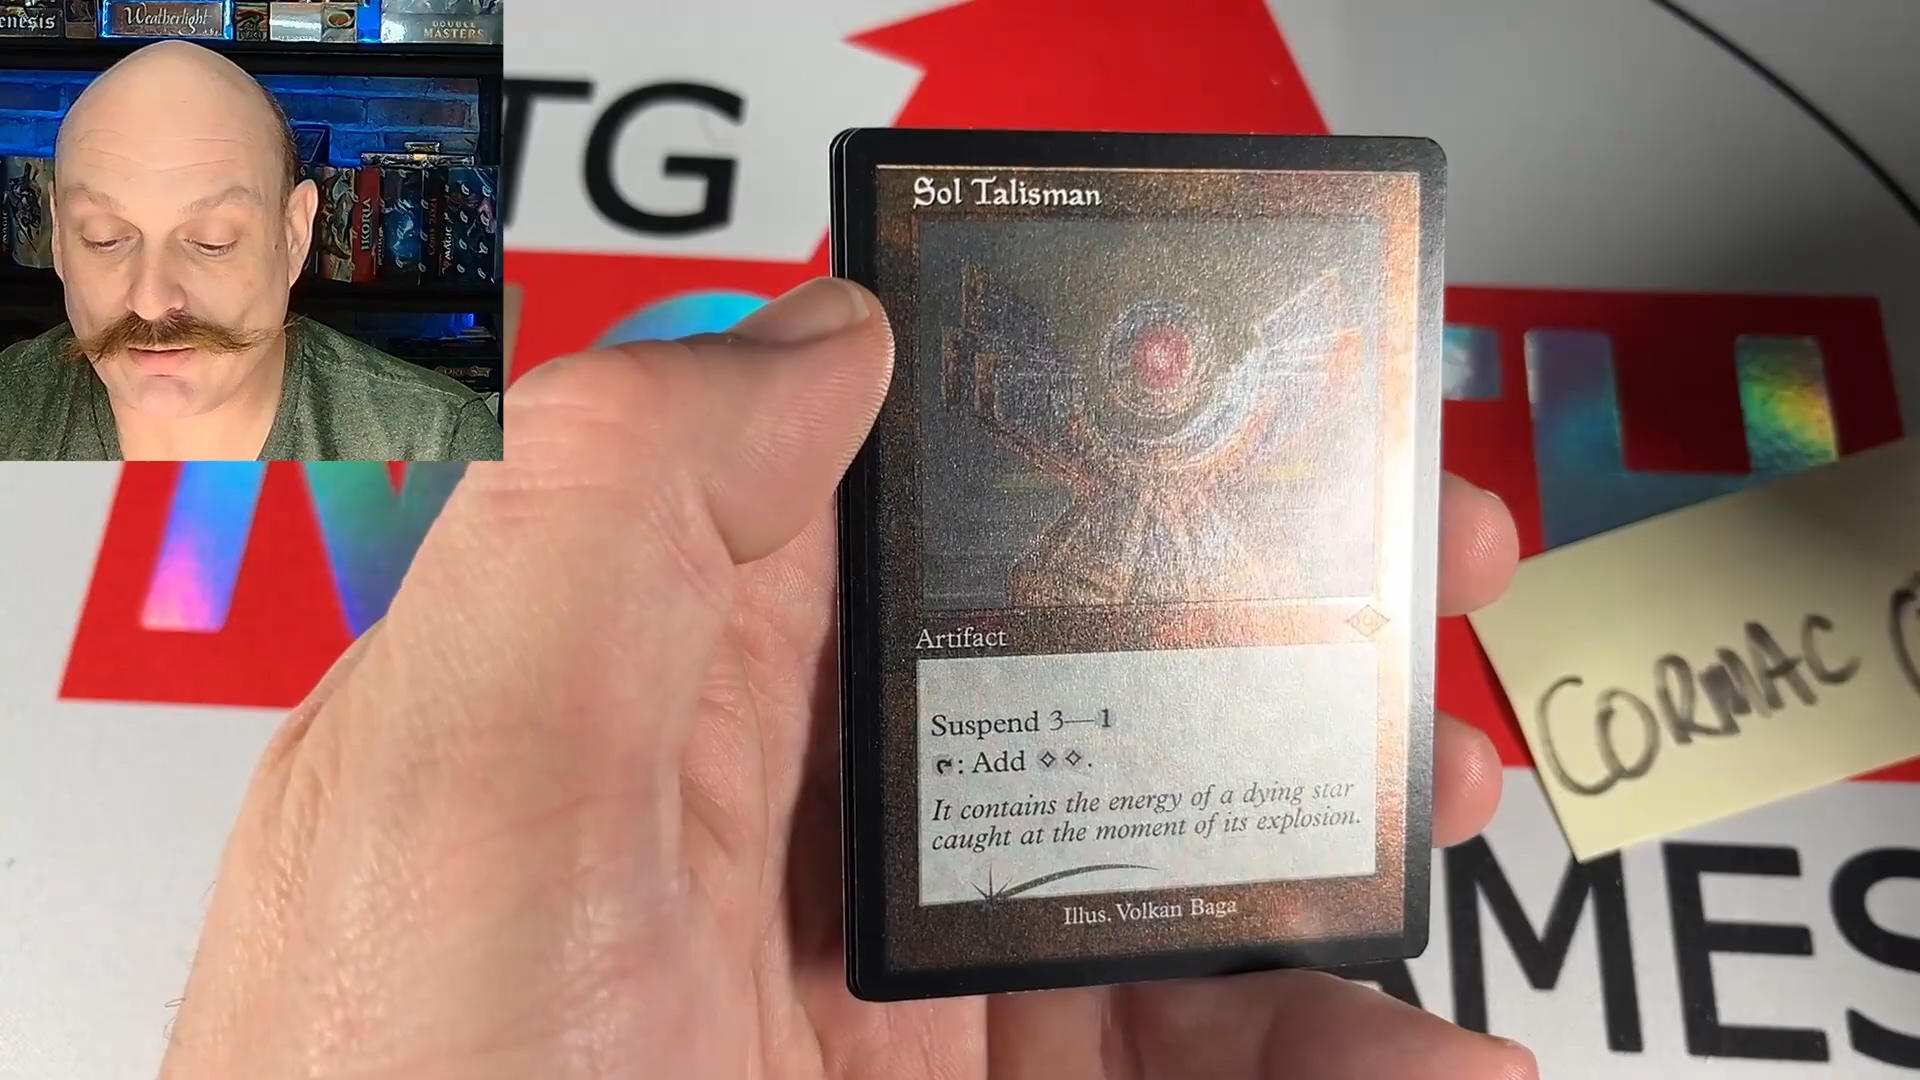 enesis
Weatherlight
DOUBLE
MASTERS
IKORIA
MAGIC
TG
Sol Talisman
Artifact
Suspend 3—1
: Add
It contains the energy of a dying star
caught at the moment of its explosion.
Illus. Volkan Baga
CORMAC
AMES